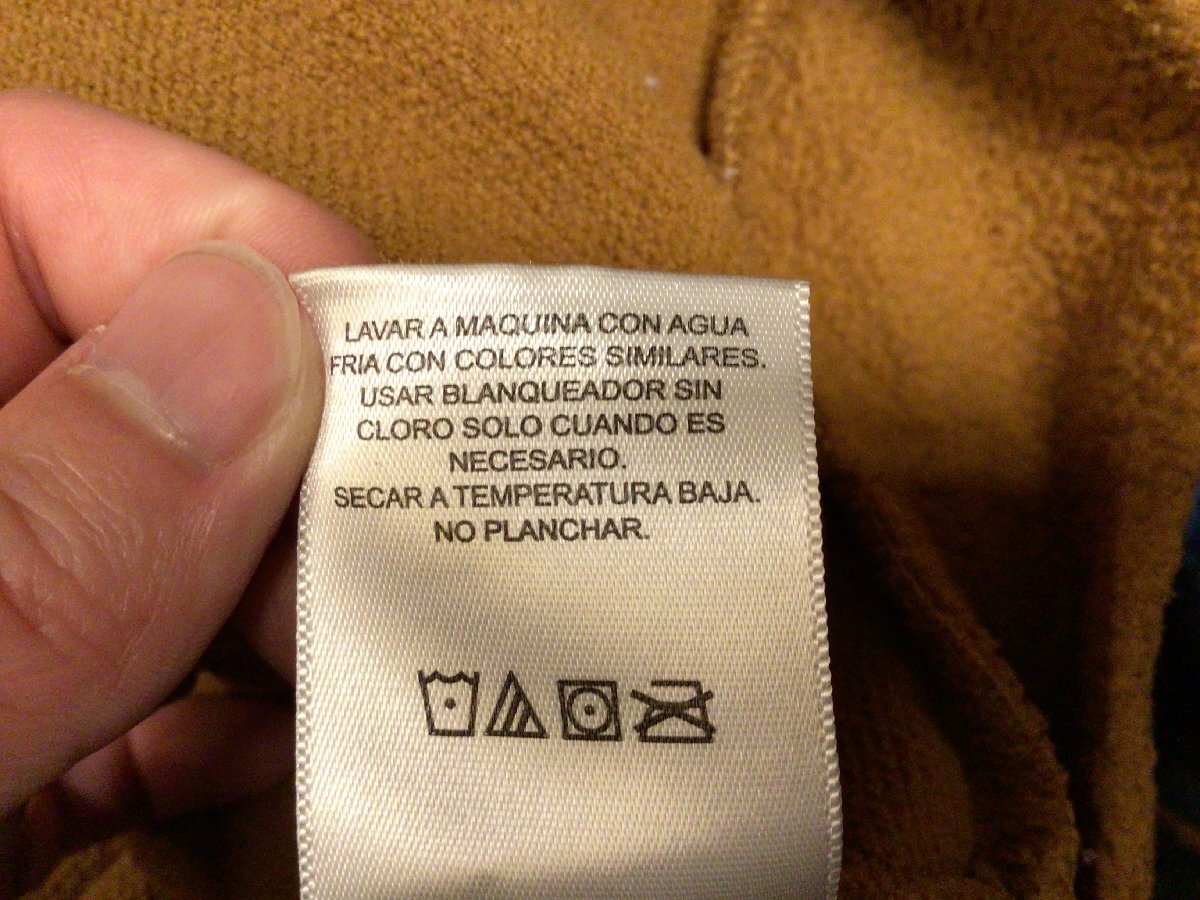 LAVAR A MAQUINA CON AGUA
FRIA CON COLORES SIMILARES.
USAR BLANQUEADOR SIN
CLORO SOLO CUANDO ES
NECESARIO.
SECAR A TEMPERATURA BAJA.
NO PLANCHAR.